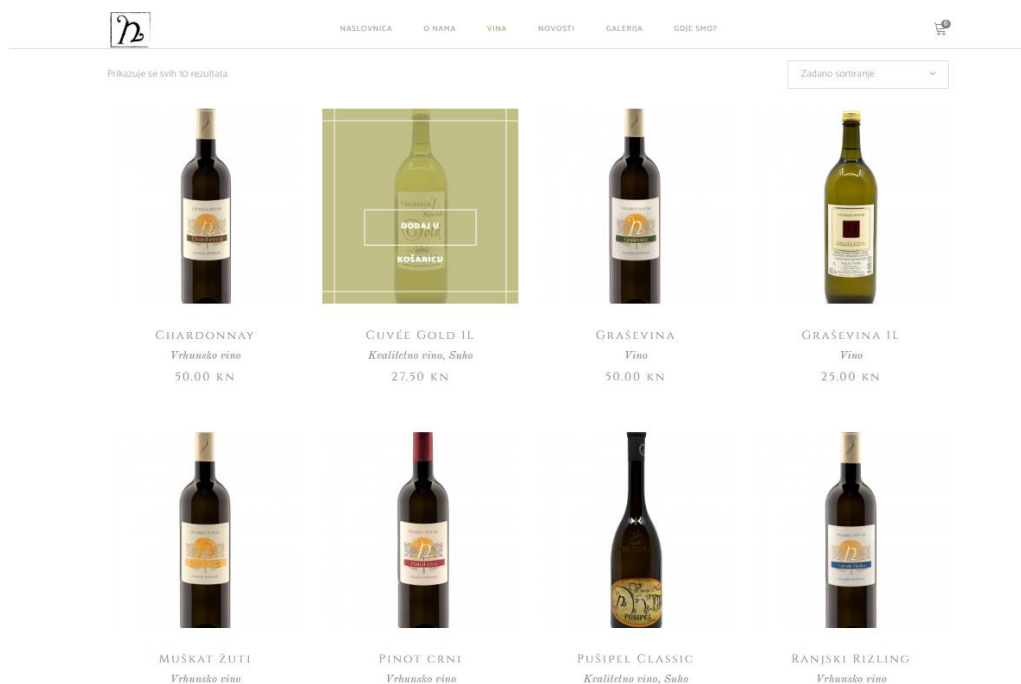 NASLOVNICA O NAMA VINA NOVOSTI GALERIJA GDJE SMO?
0
Prikazuje se svih 10 rezultata
Zadano sortiranje
DODAJ U
KOŠARICU
GRAŠEVINA
PUŠIPEL
Chardonnay Cuvée Gold 1L Graševina Graševina 1L
Vrhunsko vino Kvalitetno vino, Suho Vino Vino
50.00 KN 27.50 KN 50.00 KN 25.00 KN
Muškat žuti Pinot crni Pušipel Classic Ranjski Rizling
Vrhunsko vino Vrhunsko vino Kvalitetno vino, Suho Vrhunsko vino